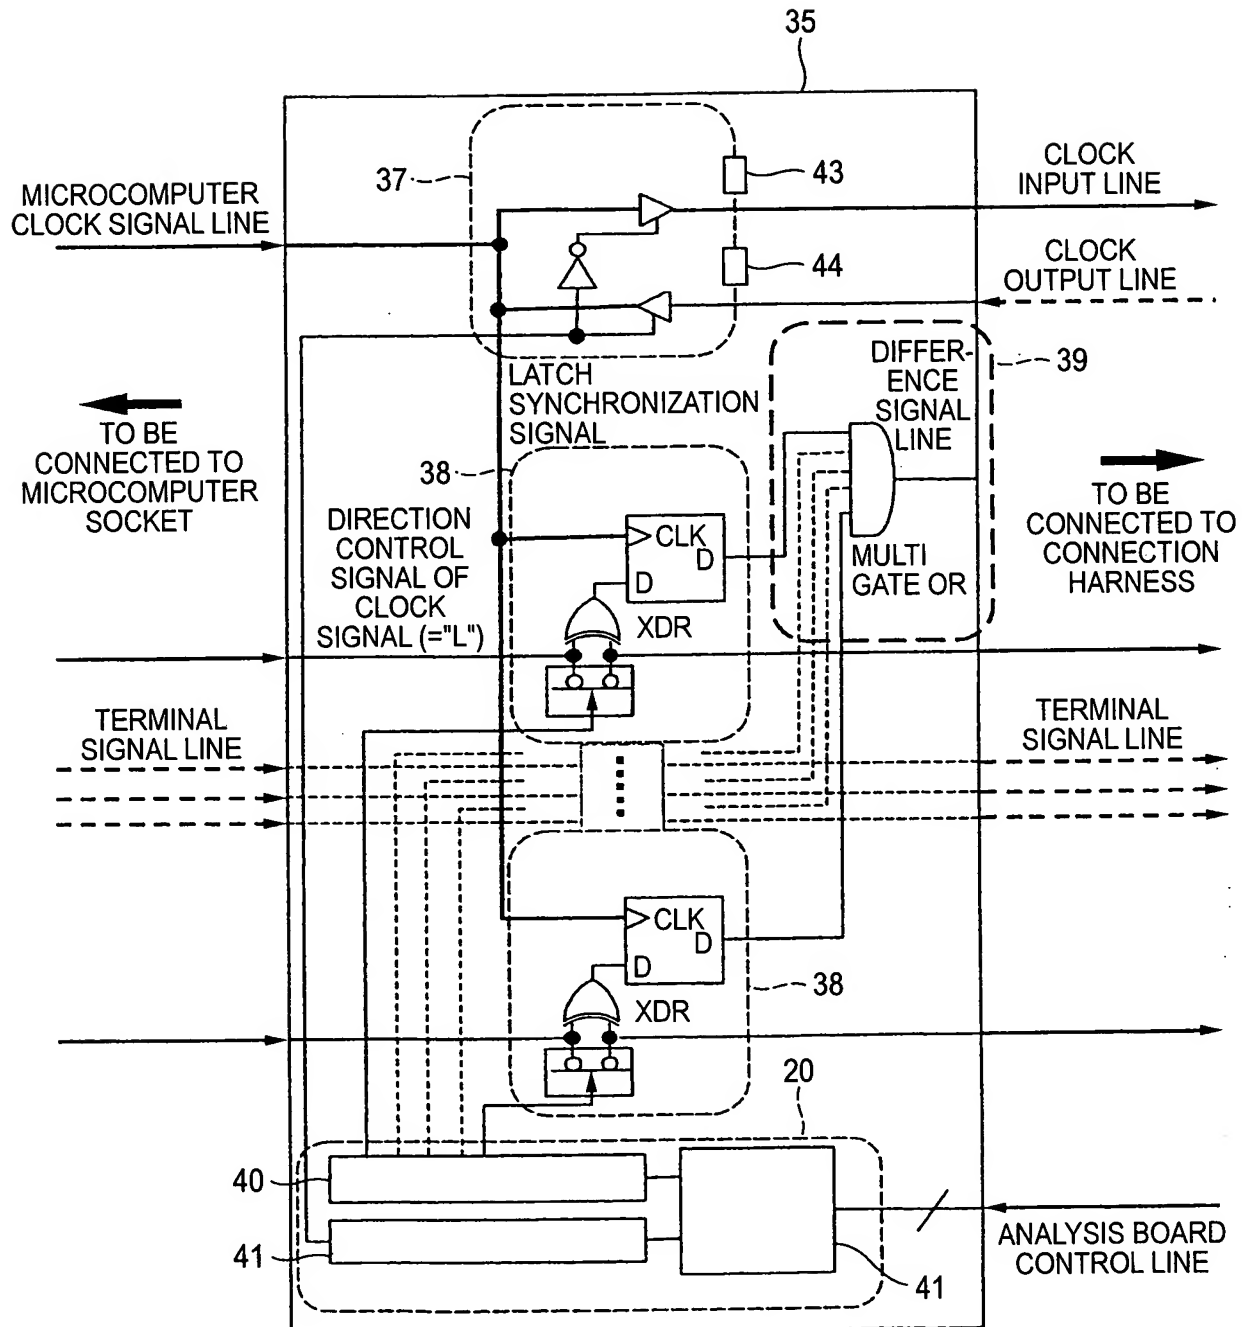 35
37
43
MICROCOMPUTER
CLOCK SIGNAL LINE
CLOCK
INPUT LINE
44
CLOCK
OUTPUT LINE
LATCH
SYNCHRONIZATION
SIGNAL
DIFFER-
ENCE
SIGNAL
LINE
39
TO BE
CONNECTED TO
MICROCOMPUTER
SOCKET
38
TO BE
CONNECTED TO
CONNECTION
HARNESS
DIRECTION
CONTROL
SIGNAL OF
CLOCK
SIGNAL (="L")
CLK
D
D
XDR
MULTI
GATE OR
TERMINAL
SIGNAL LINE
TERMINAL
SIGNAL LINE
CLK
D
D
XDR
38
20
40
41
41
ANALYSIS BOARD
CONTROL LINE